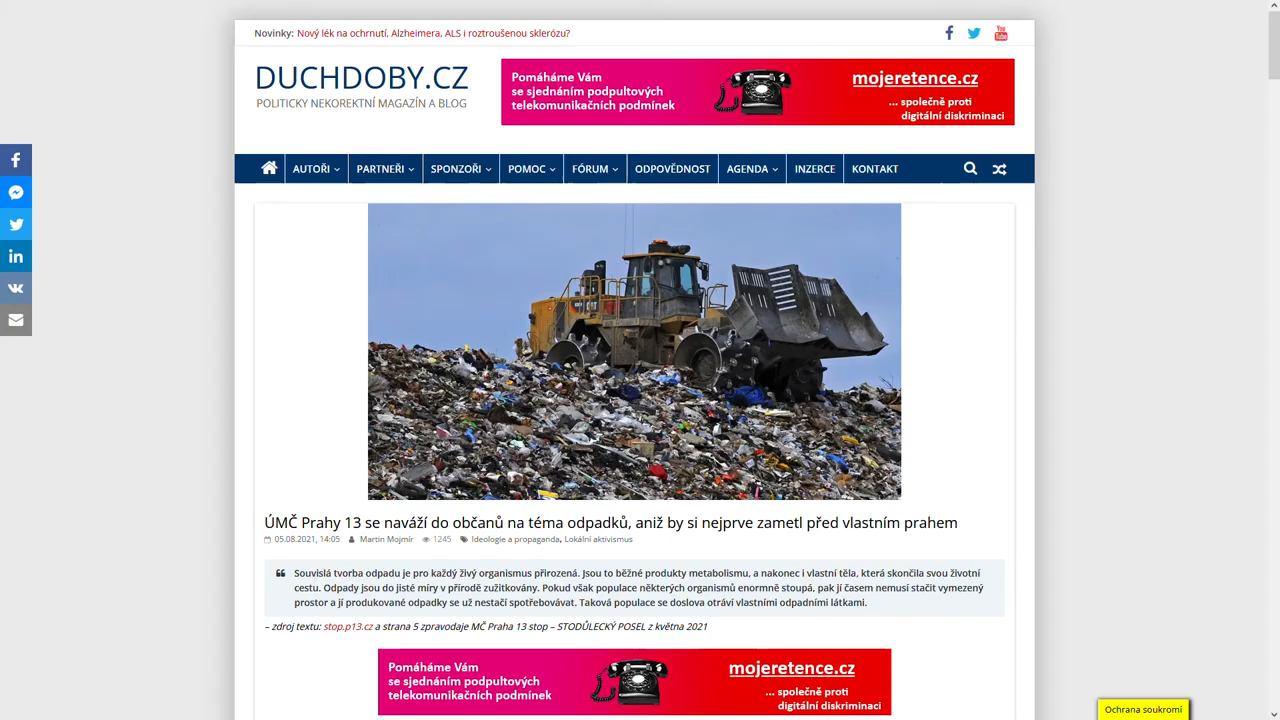 Novinky: Nový lék na ochrnutí, Alzheimera, ALS i roztroušenou sklerózu?
DUCHDOBY.CZ
POLITICKY NEKOREKTNÍ MAGAZÍN A BLOG
Pomáháme Vám
se sjednáním podpultových
telekomunikačních podmínek
mojeretence.cz
... společně proti
digitální diskriminaci
AUTOŘI PARTNEŘI SPONZOŘI POMOC FÓRUM ODPOVĚDNOST AGENDA INZERCE KONTAKT
ÚMČ Prahy 13 se naváží do občanů na téma odpadků, aniž by si nejprve zametl před vlastním prahem
05.08.2021, 14:05 Martin Mojmír 1245 Ideologie a propaganda, Lokální aktivismus
Souvislá tvorba odpadu je pro každý živý organismus přirozená. Jsou to běžné produkty metabolismu, a nakonec i vlastní těla, která skončila svou životní
cestu. Odpady jsou do jisté míry v přírodě zužitkovány. Pokud však populace některých organismů enormně stoupá, pak jí časem nemusí stačit vymezený
prostor a jí produkované odpadky se už nestačí spotřebovávat. Taková populace se doslova otráví vlastními odpadními látkami.
– zdroj textu: stop.p13.cz a strana 5 zpravodaje MČ Praha 13 stop – STODŮLECKÝ POSEL z května 2021
Pomáháme Vám
se sjednáním podpultových
telekomunikačních podmínek
mojeretence.cz
... společně proti
digitální diskriminaci
Ochrana soukromí